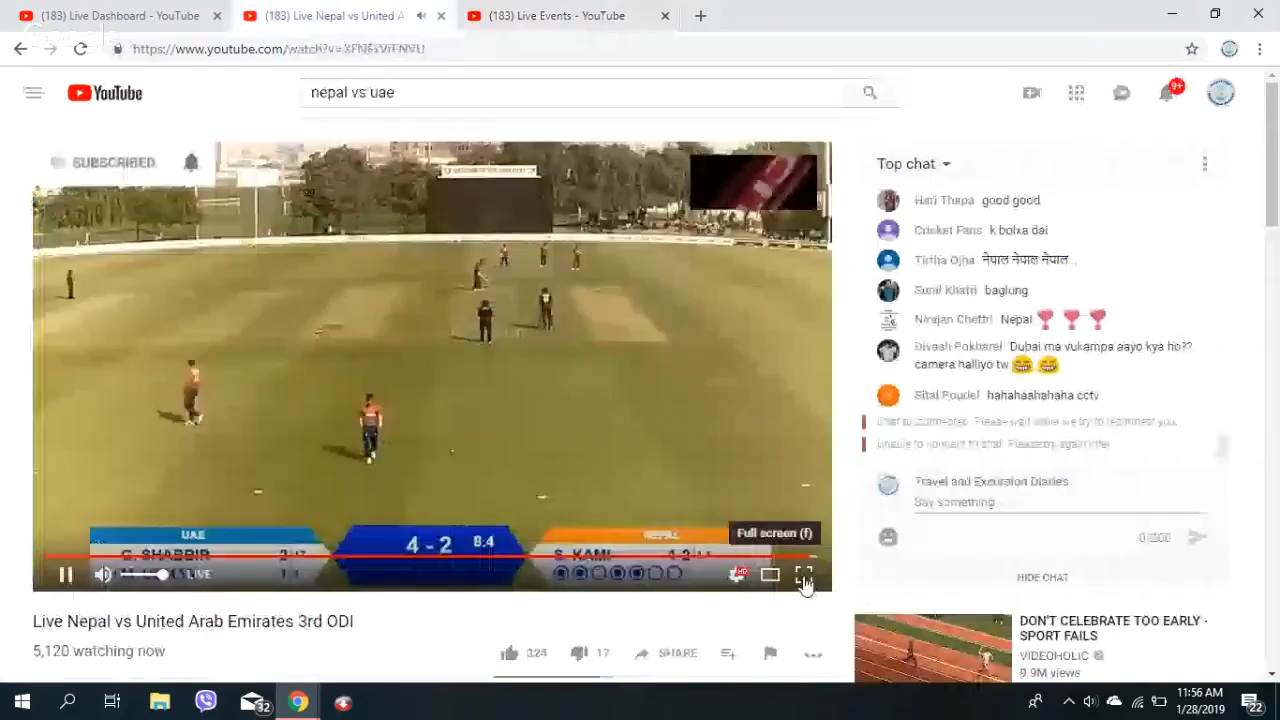 (183) Live Dashboard - YouTube
(183) Live Nepal vs United A
(183) Live Events - YouTube
YouTube
nepal vs uae
9+
SUBSCRIBED
Top chat
Hari Thapa good good
Cricket Fans k bolxa dai
Tirtha Ojha नेपाल नेपाल नेपाल
Sunil Khatri baglung
Nirajan Chettri Nepal
Divash Pokharel Dubai ma vukampa aayo kya ho??
camera halliyo tw
Sital Poudel hahahaahahaha cctv
Travel and Excursion Diaries
Say something...
0/200
HIDE CHAT
UAE
4 - 2 8.4
NEPAL
Full screen (f)
G. SHABBIR
S. KAMI
LIVE
HD
Live Nepal vs United Arab Emirates 3rd ODI
5,120 watching now
324
17
SHARE
DON'T CELEBRATE TOO EARLY -
SPORT FAILS
VIDEOHOLIC
9.9M views
32
11:56 AM
1/28/2019
22